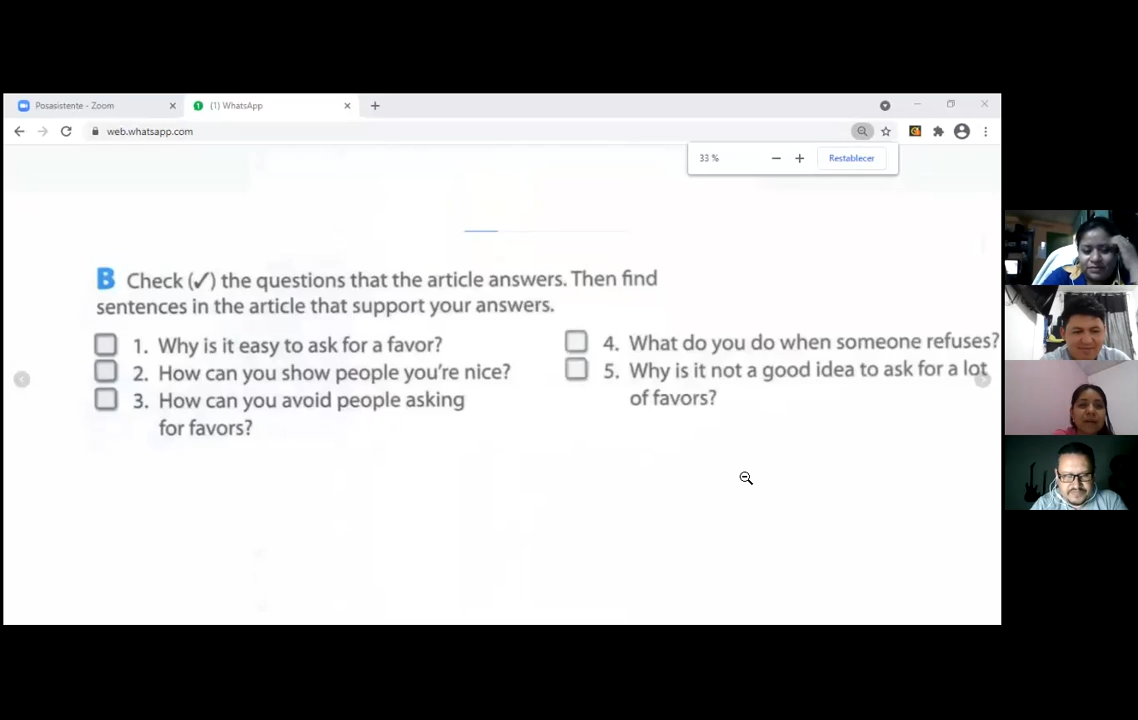 Posasistente - Zoom
(1) WhatsApp
web.whatsapp.com
33 %
Restablecer
B Check (✓) the questions that the article answers. Then find
sentences in the article that support your answers.
1. Why is it easy to ask for a favor?
2. How can you show people you're nice?
3. How can you avoid people asking
for favors?
4. What do you do when someone refuses?
5. Why is it not a good idea to ask for a lot
of favors?